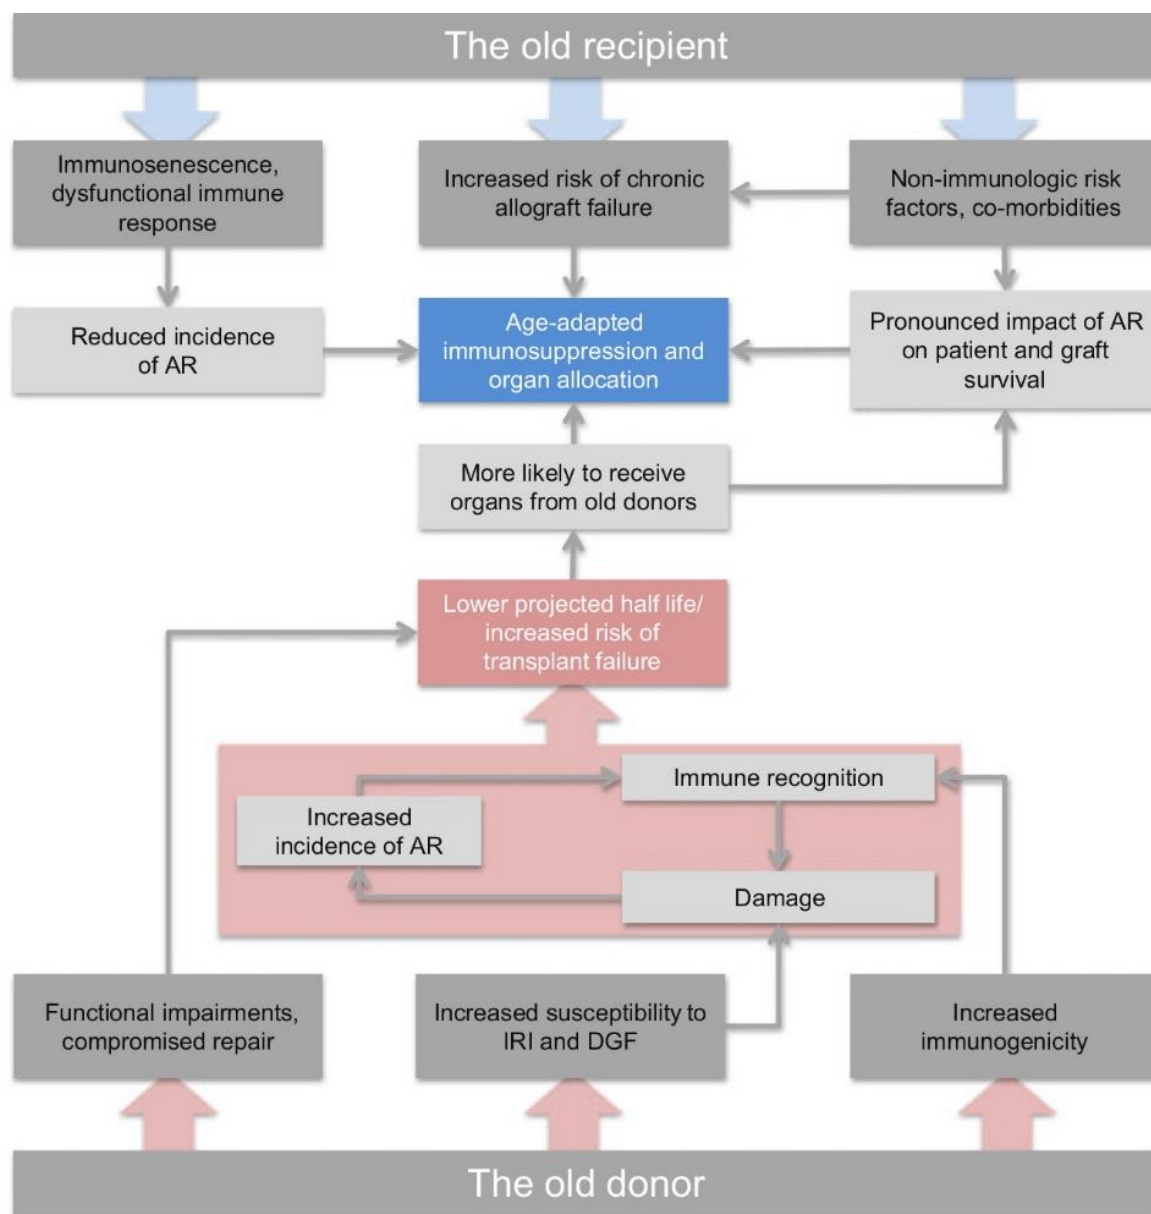 The old recipient
Immunosenescence,
dysfunctional immune
response
Increased risk of chronic
allograft failure
Non-immunologic risk
factors, co-morbidities
Reduced incidence
of AR
Age-adapted
immunosuppression and
organ allocation
Pronounced impact of AR
on patient and graft
survival
More likely to receive
organs from old donors
Lower projected half life/
increased risk of
transplant failure
Immune recognition
Increased
incidence of AR
Damage
Functional impairments,
compromised repair
Increased susceptibility to
IRI and DGF
Increased
immunogenicity
The old donor